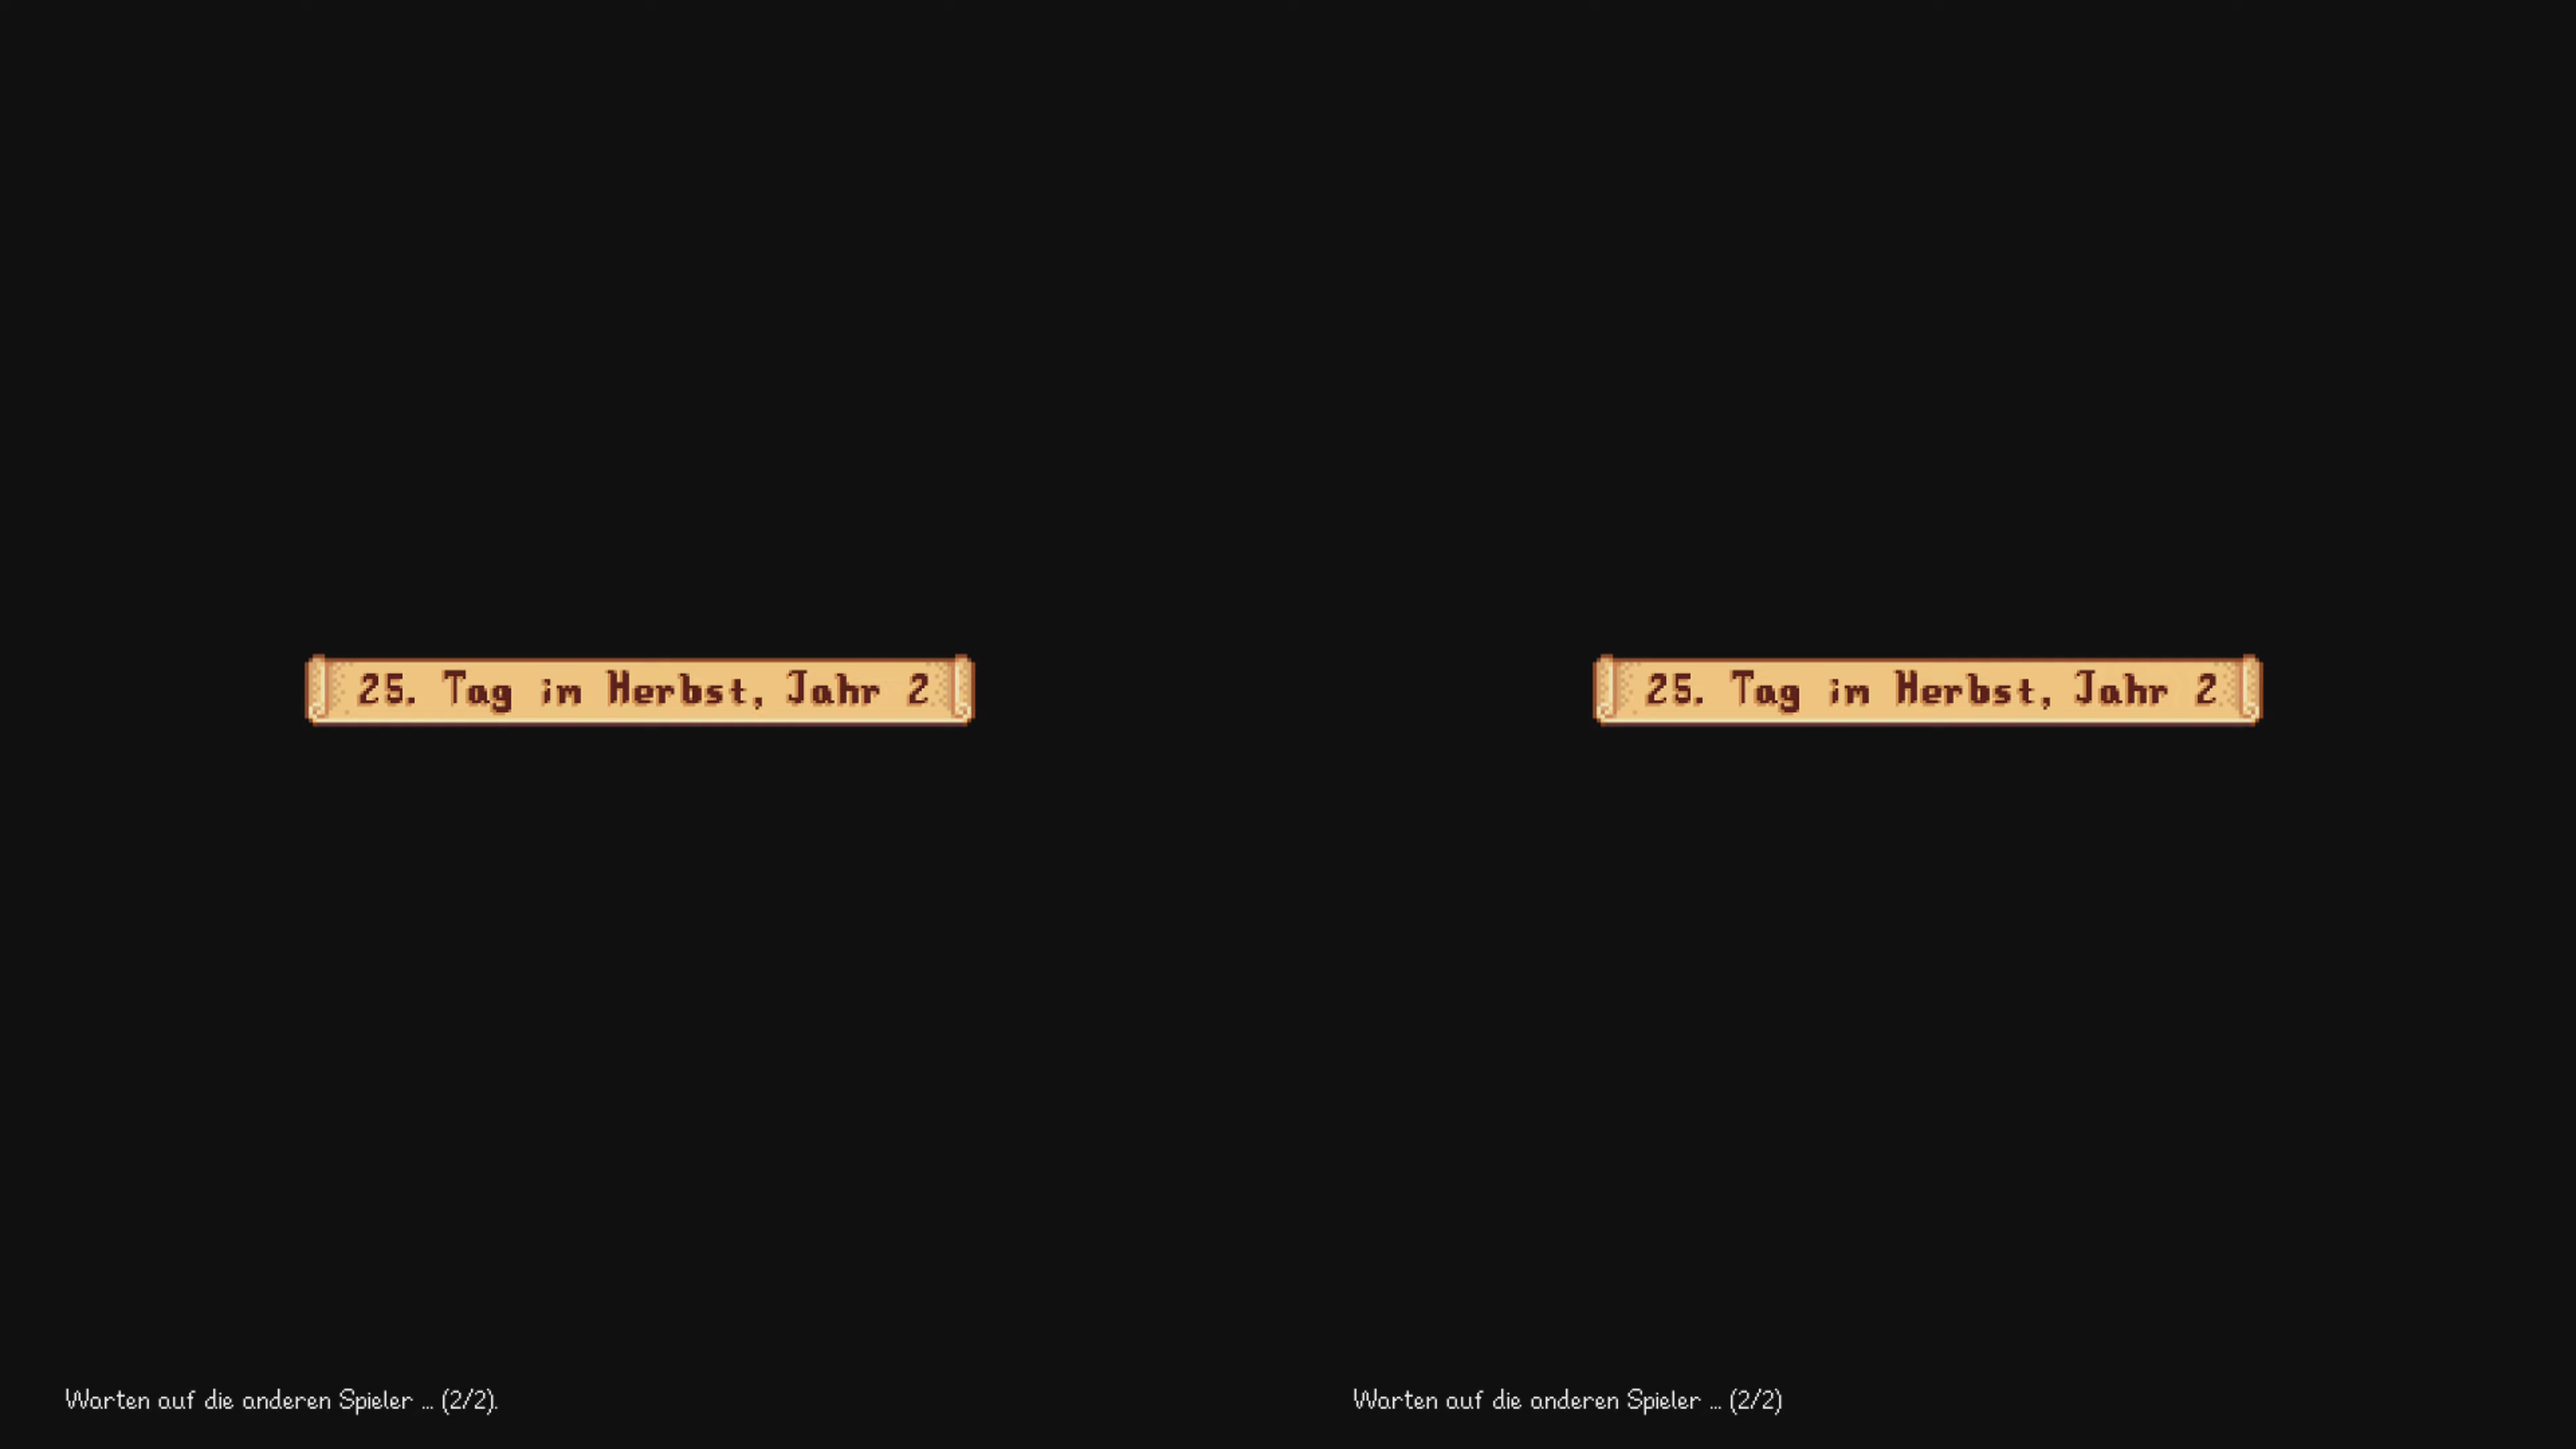 25. Tag im Herbst, Jahr 2
25. Tag im Herbst, Jahr 2
Warten auf die anderen Spieler ... (2/2).
Warten auf die anderen Spieler ... (2/2)